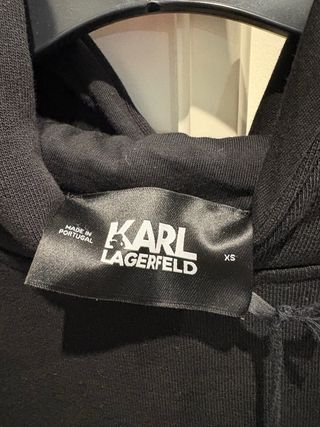 MADE IN
PORTUGAL
KARL
LAGERFELD
XS